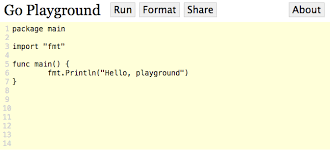 Go Playground Run Format Share About
1 package main
2
3 import "fmt"
4
5 func main() {
6 fmt.Println("Hello, playground")
7 }
8
9
10
11
12
13
14